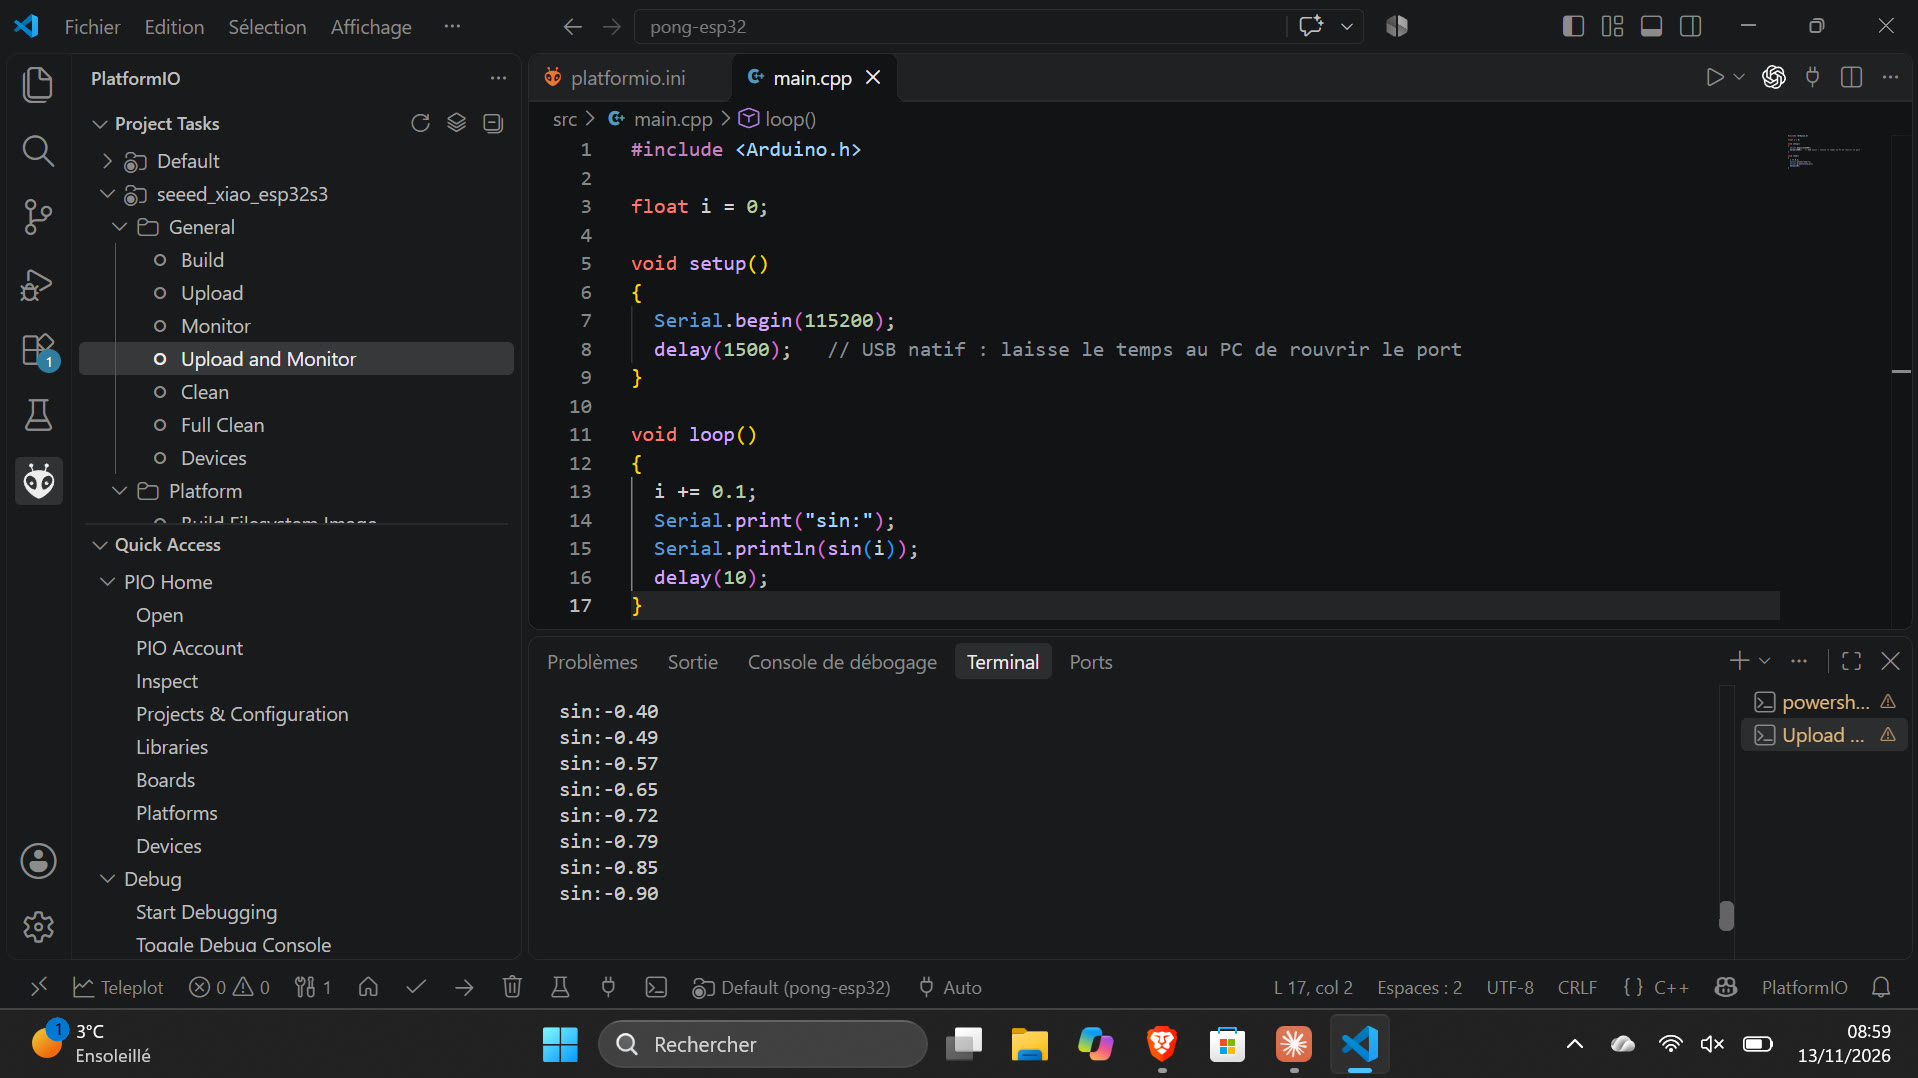 Fichier Edition Sélection Affichage ··· pong-esp32
PlatformIO
Project Tasks
Default
seeed_xiao_esp32s3
General
Build
Upload
Monitor
Upload and Monitor
Clean
Full Clean
Devices
Platform
Build Filesystem Image
Quick Access
PIO Home
Open
PIO Account
Inspect
Projects & Configuration
Libraries
Boards
Platforms
Devices
Debug
Start Debugging
Toggle Debug Console
1
platformio.ini main.cpp
src > main.cpp > loop()
1 #include <Arduino.h>
2
3 float i = 0;
4
5 void setup()
6 {
7 Serial.begin(115200);
8 delay(1500); // USB natif : laisse le temps au PC de rouvrir le port
9 }
10
11 void loop()
12 {
13 i += 0.1;
14 Serial.print("sin:");
15 Serial.println(sin(i));
16 delay(10);
17 }
Problèmes Sortie Console de débogage Terminal Ports
sin:-0.40
sin:-0.49
sin:-0.57
sin:-0.65
sin:-0.72
sin:-0.79
sin:-0.85
sin:-0.90
powersh...
Upload ...
Teleplot 0 0 1 Default (pong-esp32) Auto L 17, col 2 Espaces : 2 UTF-8 CRLF {} C++ PlatformIO
1 3°C
Ensoleillé
Rechercher
08:59
13/11/2026